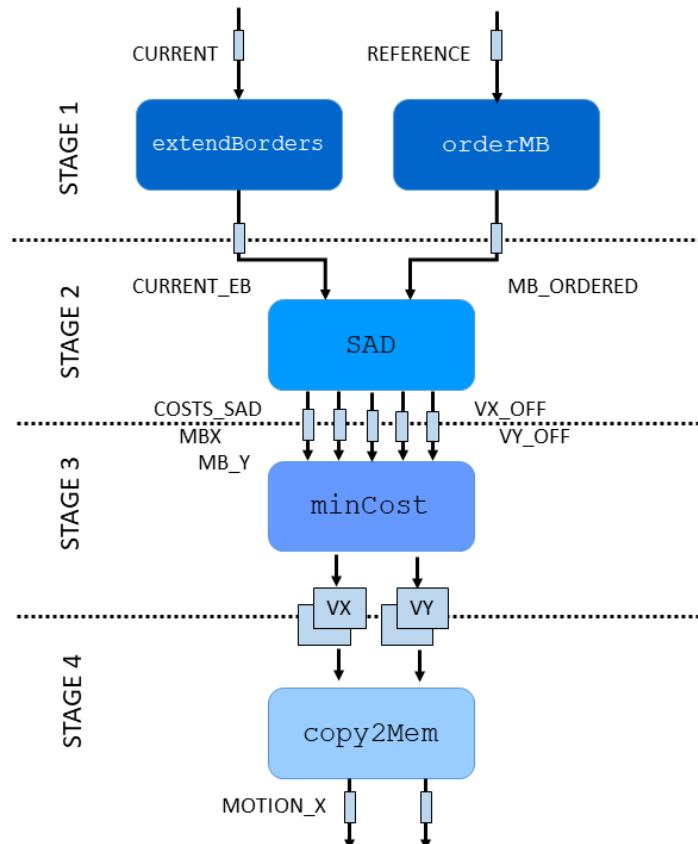 CURRENT
REFERENCE
STAGE 1
extendBorders
orderMB
STAGE 2
CURRENT_EB
MB_ORDERED
SAD
COSTS_SAD
VX_OFF
MBX
VY_OFF
MB_Y
STAGE 3
minCost
VX
VY
STAGE 4
copy2Mem
MOTION_X